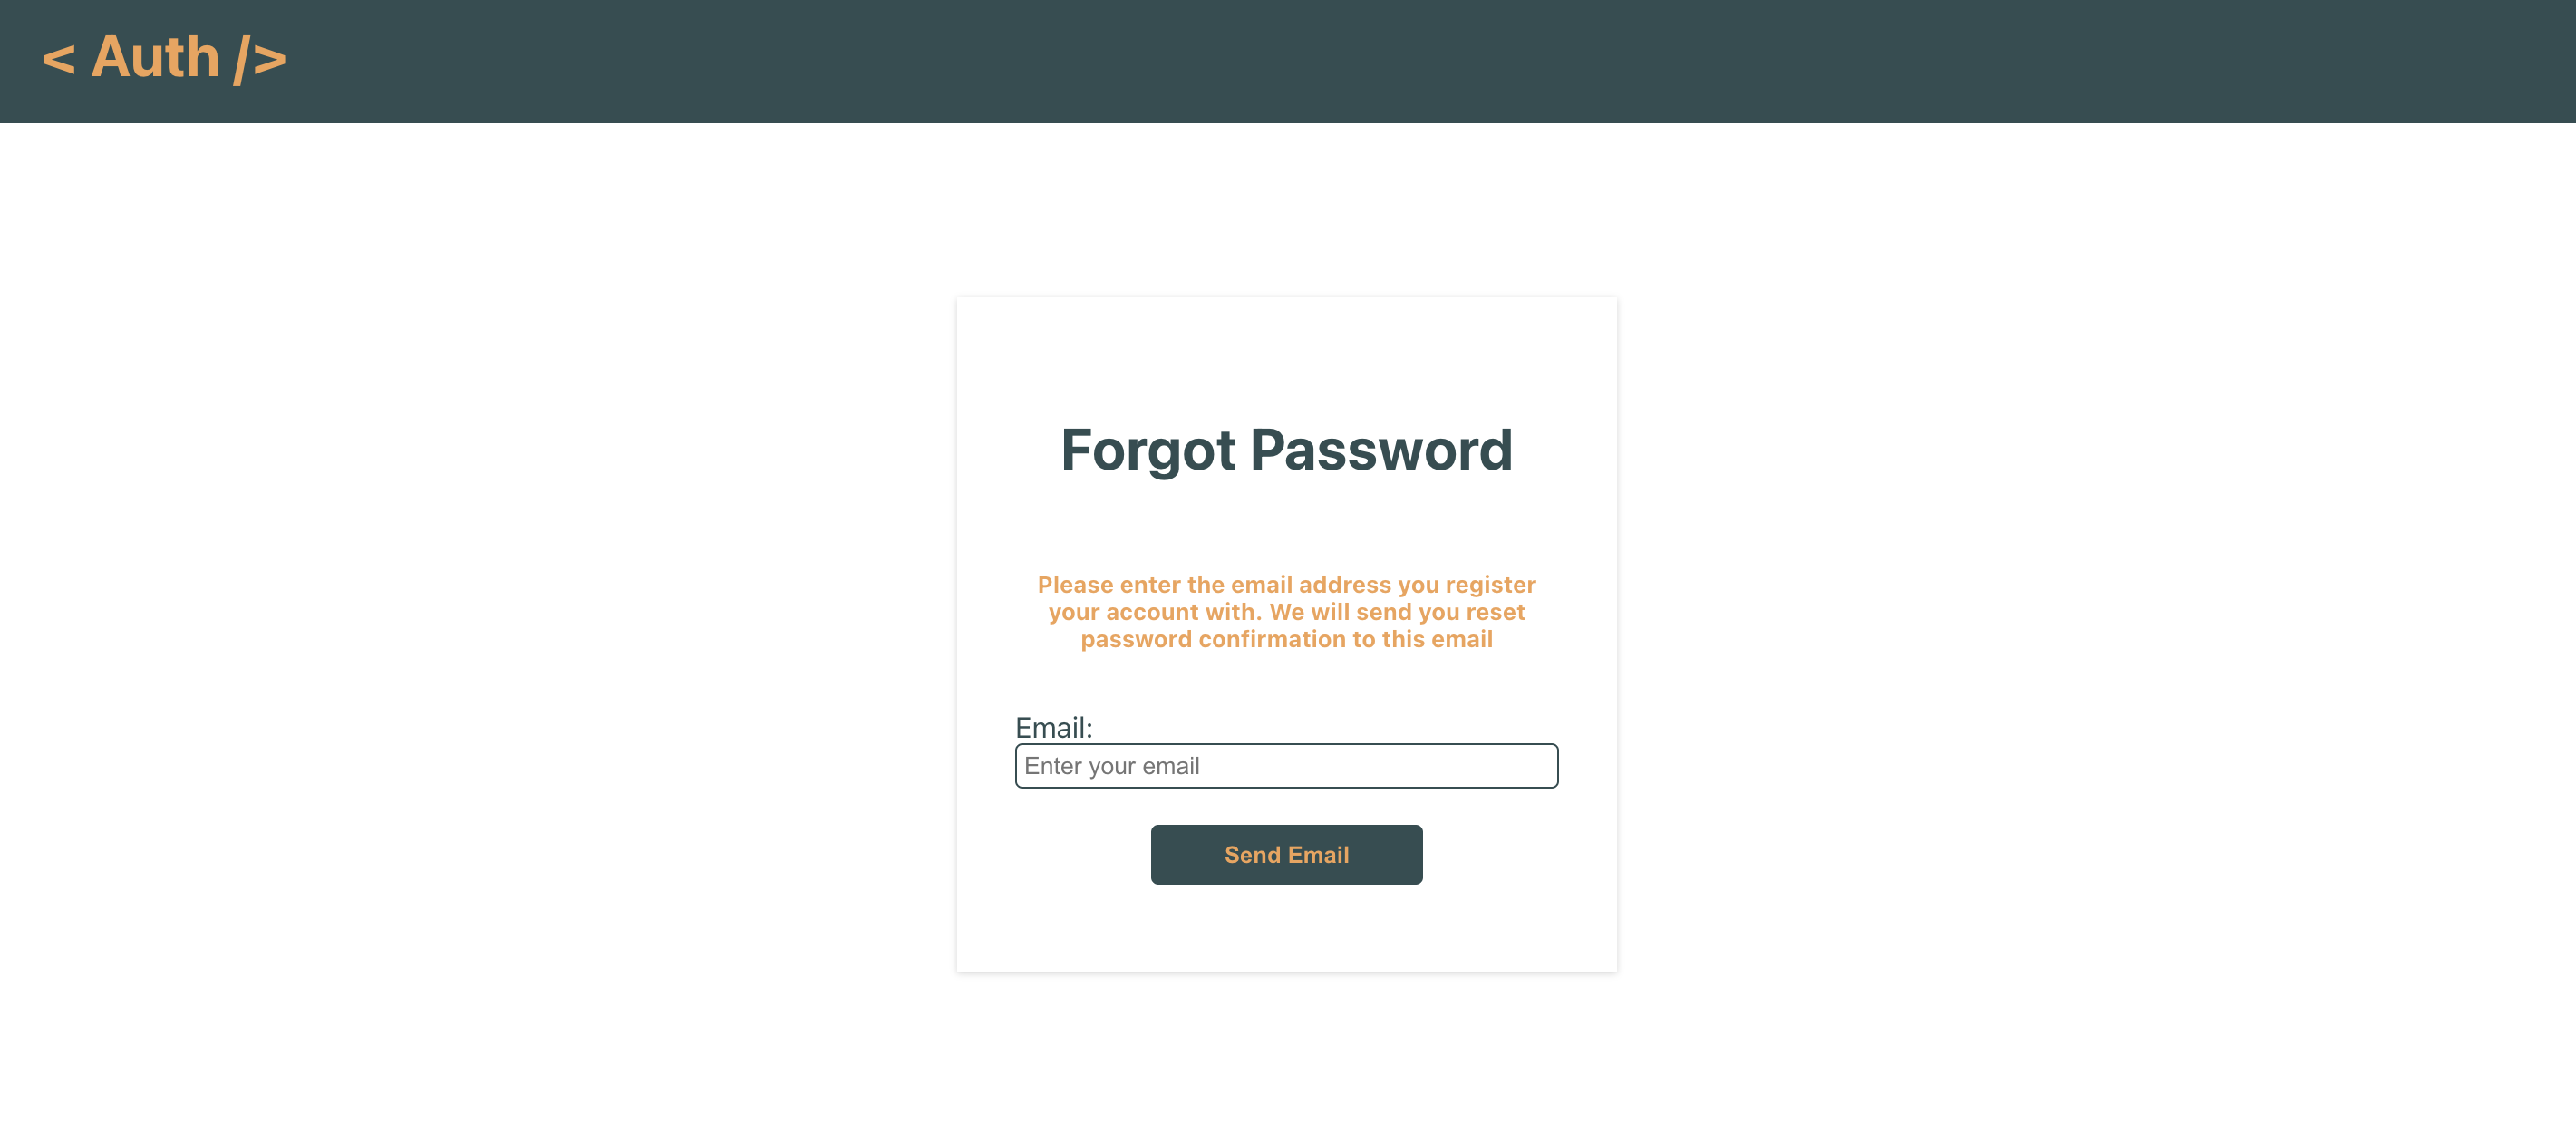 < Auth />
Forgot Password
Please enter the email address you register
your account with. We will send you reset
password confirmation to this email
Email:
Enter your email
Send Email